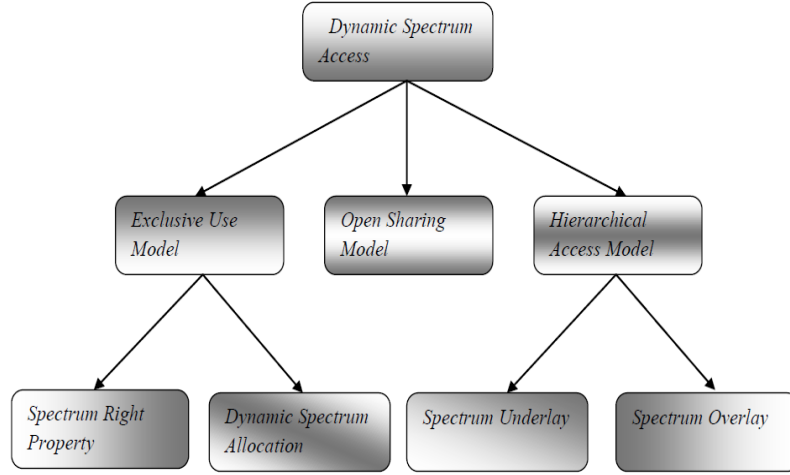 Dynamic Spectrum
Access
Exclusive Use
Model
Open Sharing
Model
Hierarchical
Access Model
Spectrum Right
Property
Dynamic Spectrum
Allocation
Spectrum Underlay
Spectrum Overlay